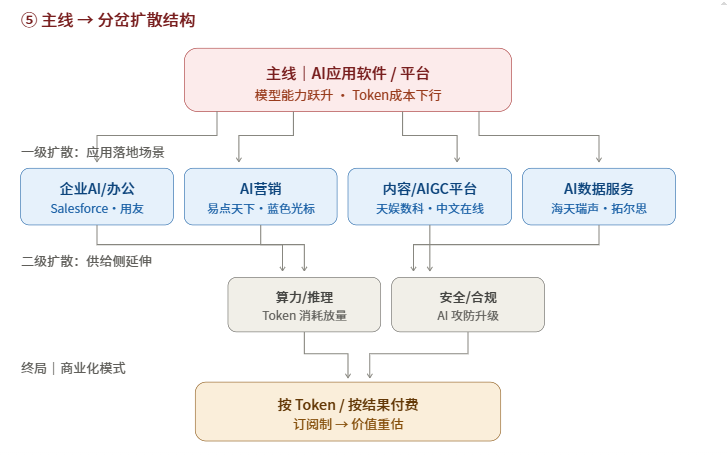 ⑤ 主线 → 分岔扩散结构
主线｜AI应用软件 / 平台
模型能力跃升 · Token成本下行
一级扩散：应用落地场景
企业AI/办公
Salesforce · 用友
AI营销
易点天下 · 蓝色光标
内容/AIGC平台
天娱数科 · 中文在线
AI数据服务
海天瑞声 · 拓尔思
二级扩散：供给侧延伸
算力/推理
Token 消耗放量
安全/合规
AI 攻防升级
终局｜商业化模式
按 Token / 按结果付费
订阅制 → 价值重估